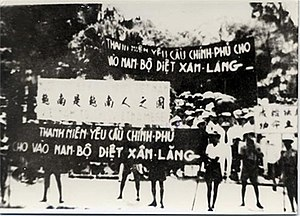 THANH NIÊN YÊU CẦU CHÍNH PHỦ CHO
VÀO NAM-BỘ DIỆT XÂM-LĂNG
越南是越南人之国
THANH NIÊN YÊU CẦU CHÍNH PHỦ
CHO VÀO NAM-BỘ DIỆT XÂM-LĂNG